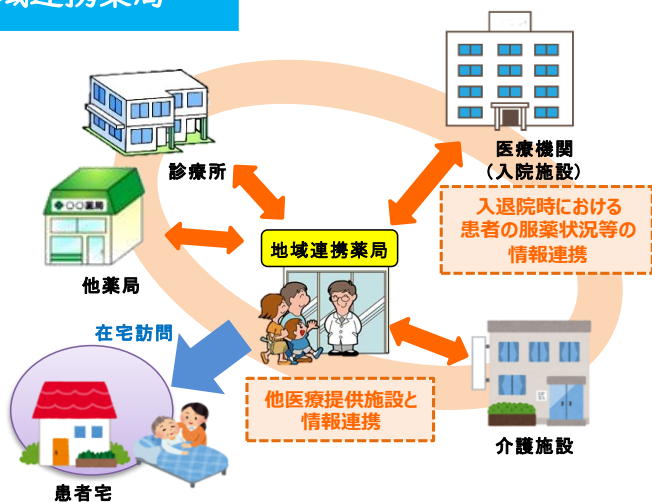 域連携薬局
診療所
医療機関
（入院施設）
入退院時における
患者の服薬状況等の
情報連携
○○薬局
他薬局
地域連携薬局
在宅訪問
他医療提供施設と
情報連携
介護施設
患者宅